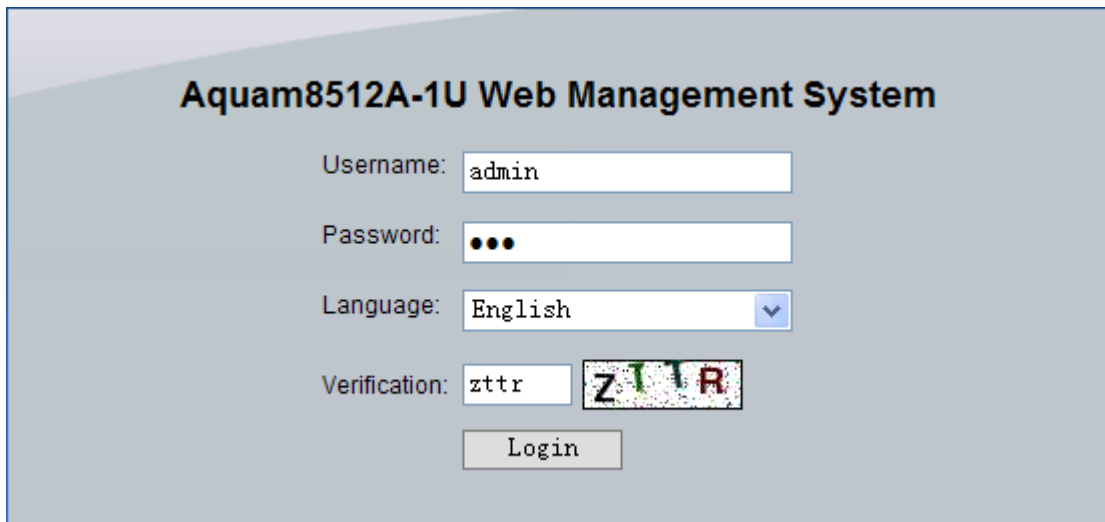 Aquam8512A-1U Web Management System
Username: admin
Password: •••
Language: English
Verification: zttr ZTTR
Login